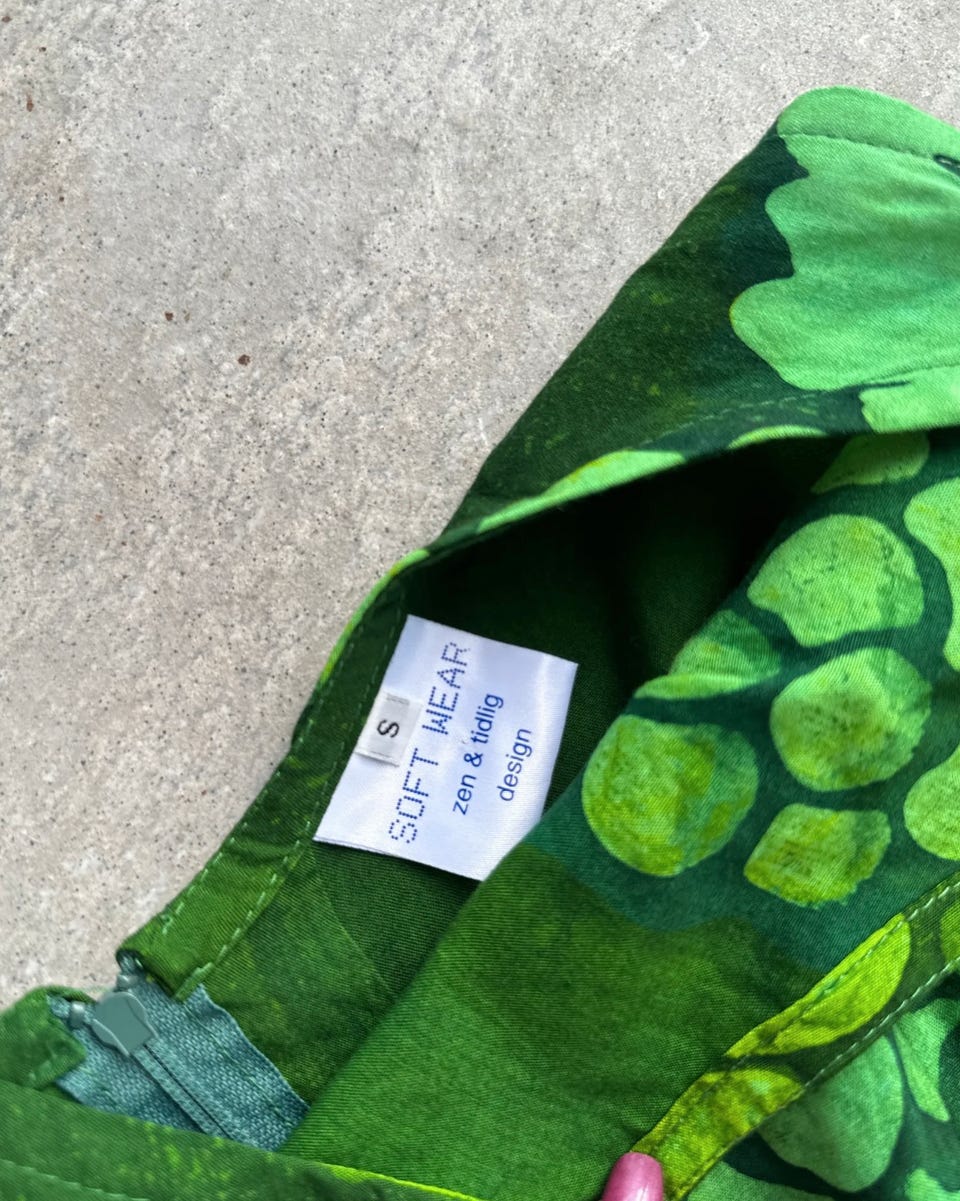 SOFT WEAR
zen & tidlig
design
S